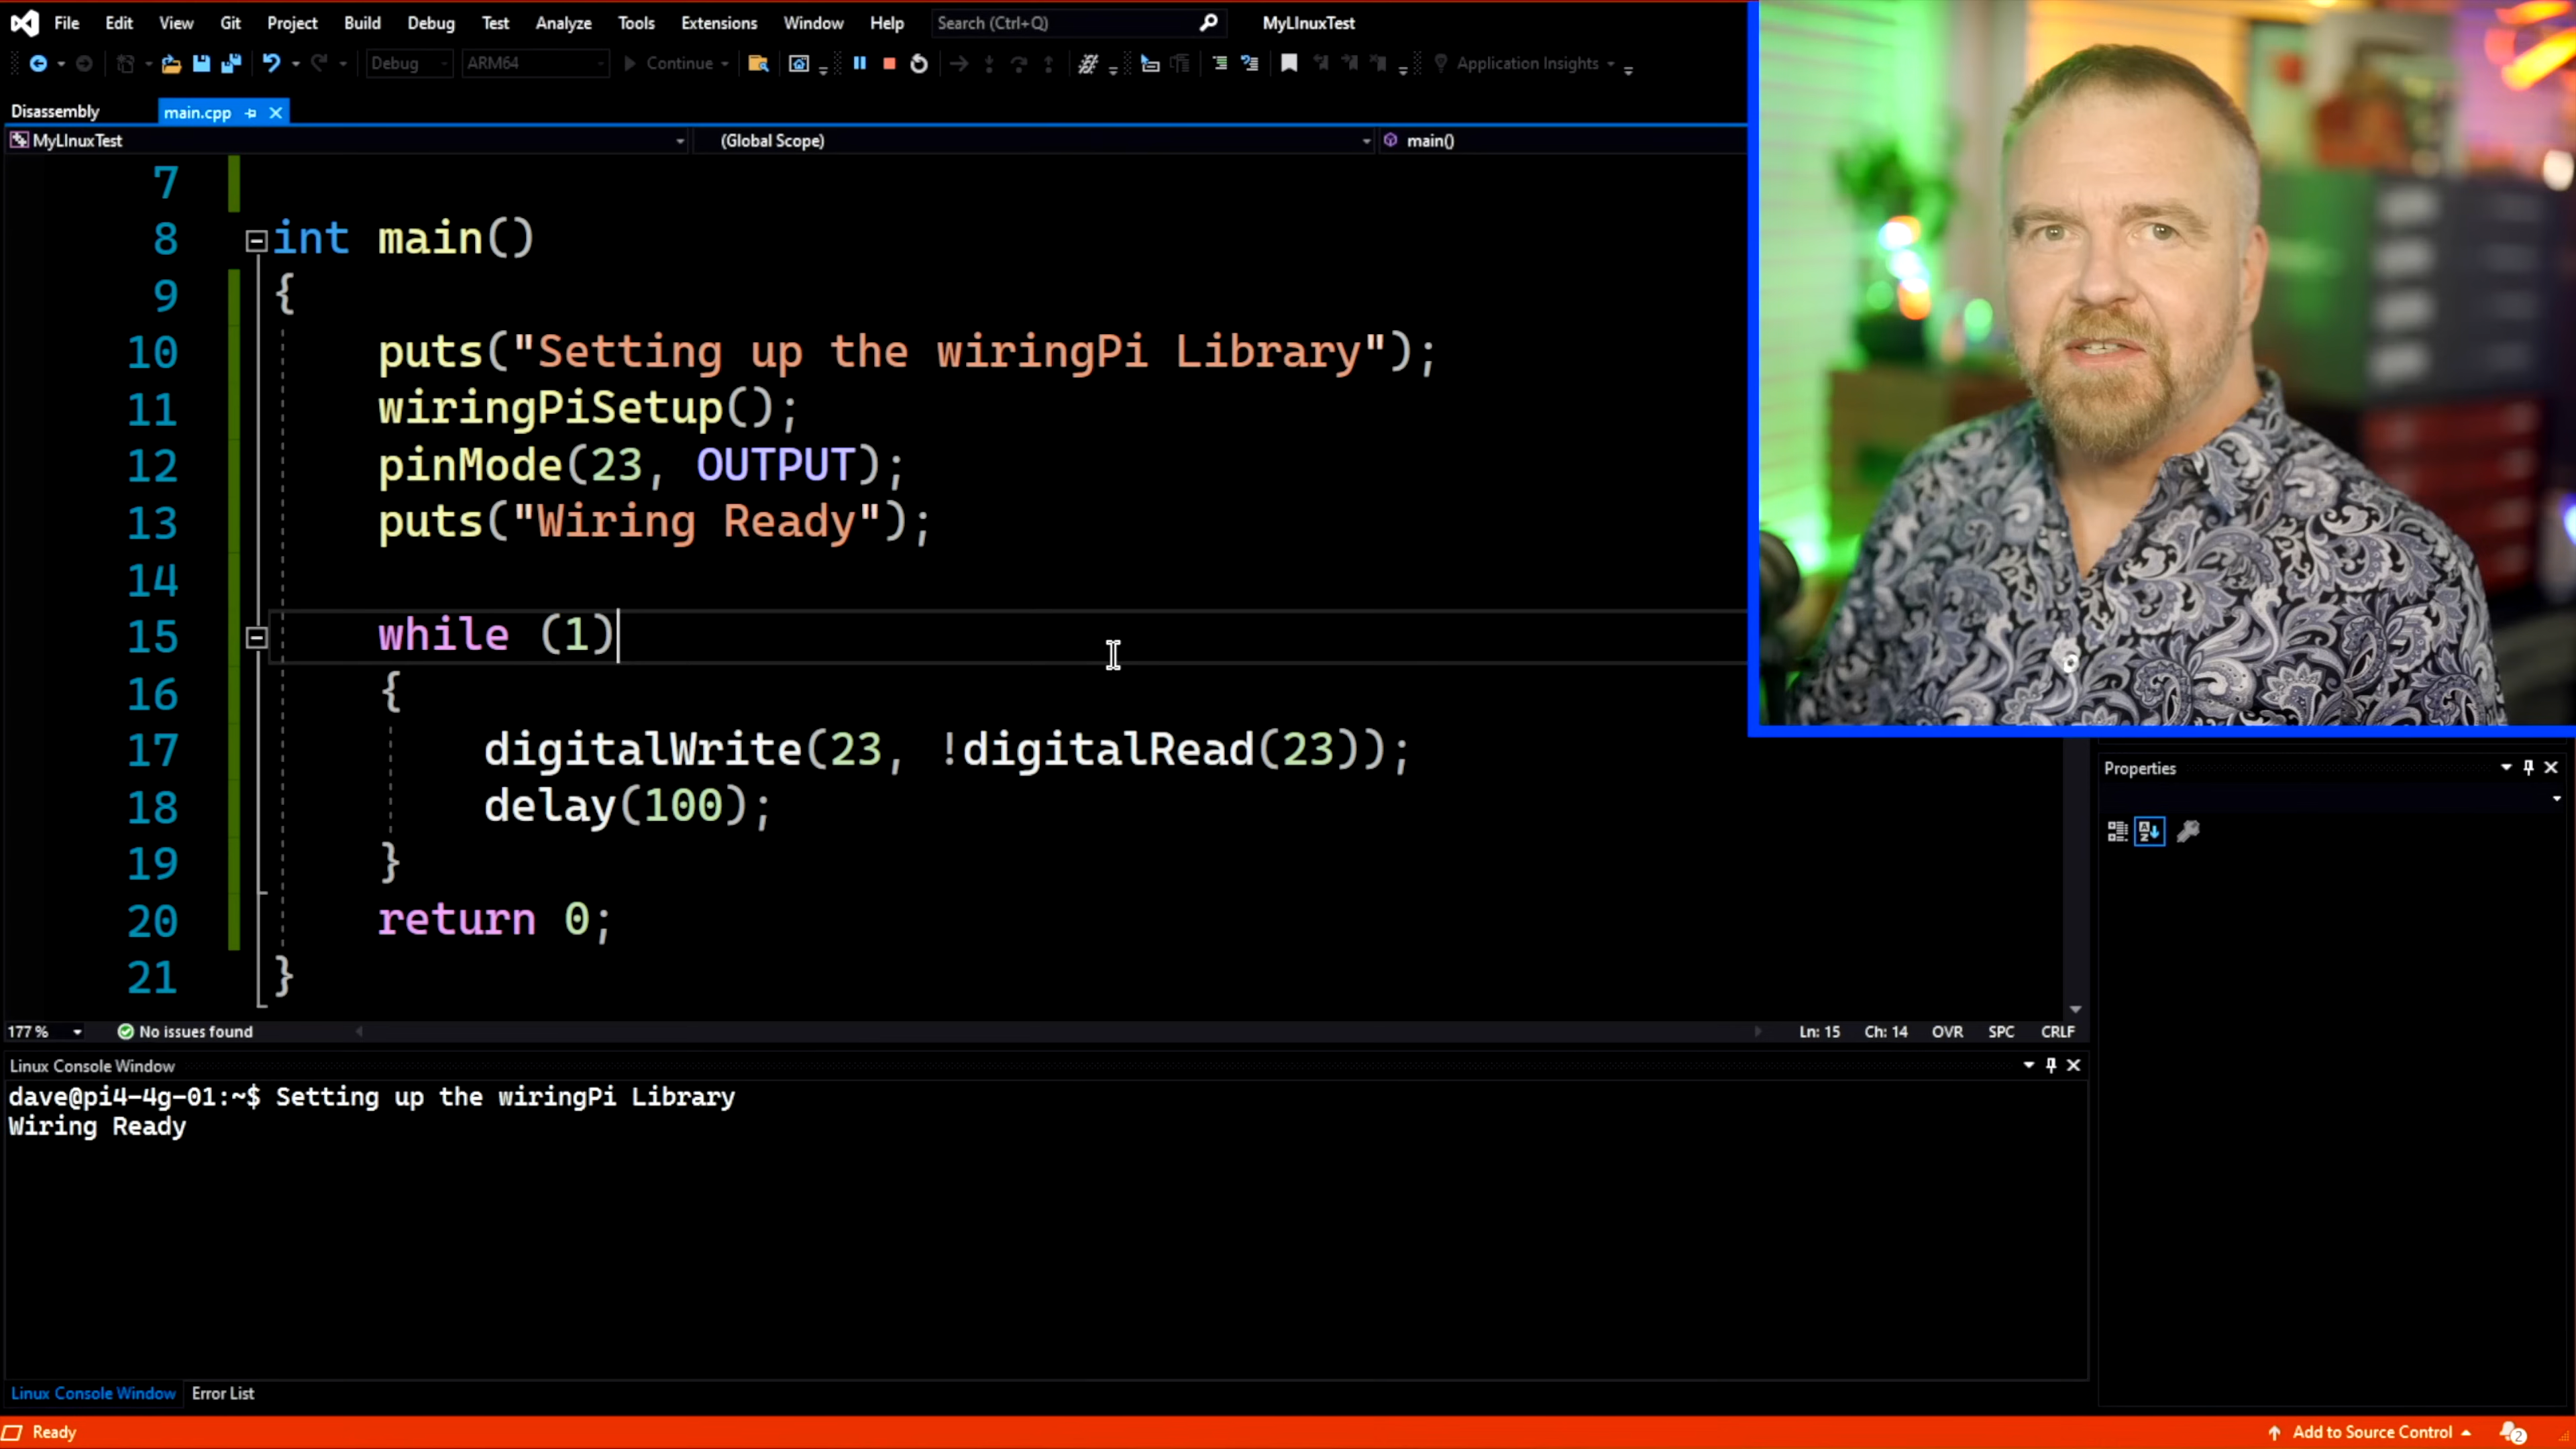 File Edit View Git Project Build Debug Test Analyze Tools Extensions Window Help Search (Ctrl+Q) MyLInuxTest
Debug ARM64 Continue Application Insights
Disassembly main.cpp
MyLInuxTest (Global Scope) main()
7
8 int main()
9 {
10 puts("Setting up the wiringPi Library");
11 wiringPiSetup();
12 pinMode(23, OUTPUT);
13 puts("Wiring Ready");
14
15 while (1)
16 {
17 digitalWrite(23, !digitalRead(23));
18 delay(100);
19 }
20 return 0;
21 }
Properties
177 % No issues found Ln: 15 Ch: 14 OVR SPC CRLF
Linux Console Window
dave@pi4-4g-01:~$ Setting up the wiringPi Library
Wiring Ready
Linux Console Window Error List
Ready Add to Source Control 2